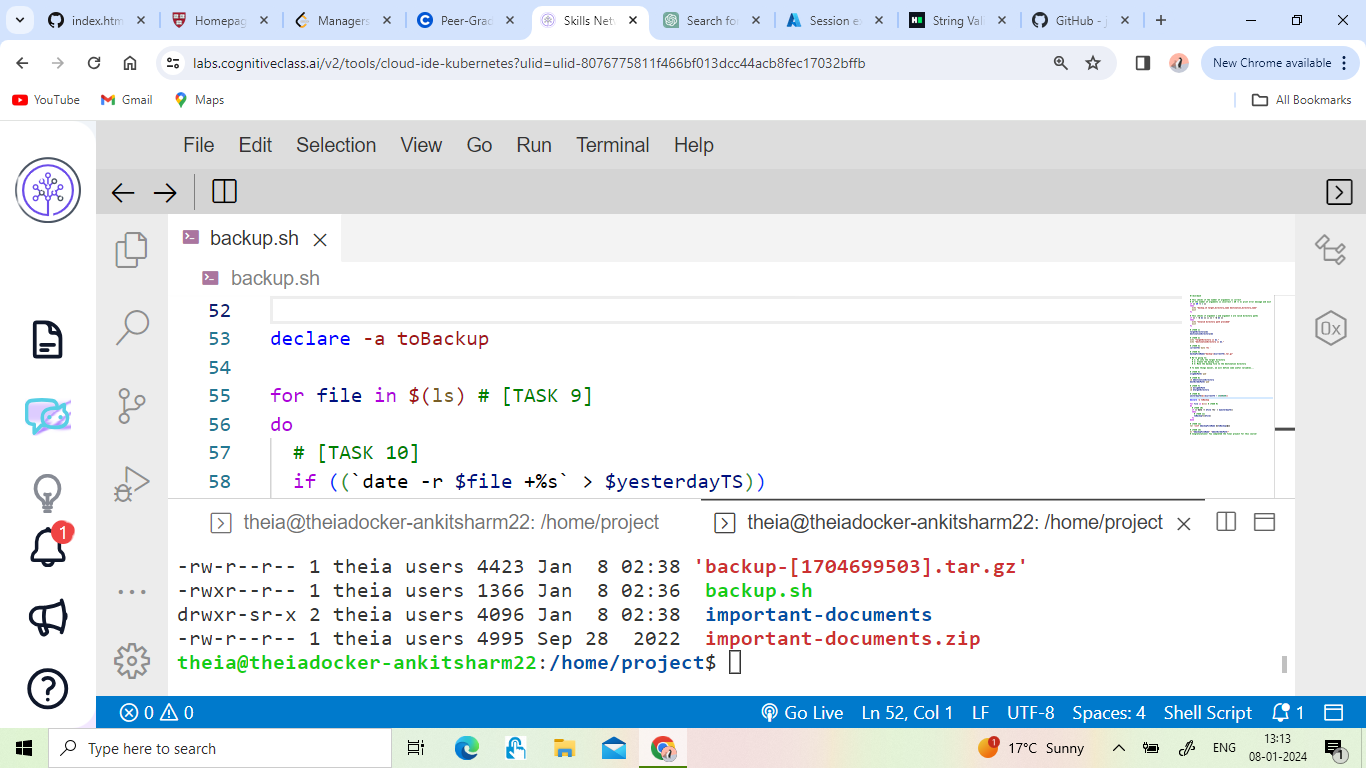 index.htm
Homepag
Managers
Peer-Grad
Skills Net
Search fo
Session e
String Val
GitHub - j
labs.cognitiveclass.ai/v2/tools/cloud-ide-kubernetes?ulid=ulid-8076775811f466bf013dcc44acb8fec17032bffb
New Chrome available
YouTube
Gmail
Maps
All Bookmarks
File Edit Selection View Go Run Terminal Help
backup.sh
backup.sh
52
53 declare -a toBackup
54
55 for file in $(ls) # [TASK 9]
56 do
57 # [TASK 10]
58 if ((`date -r $file +%s` > $yesterdayTS))
0x
theia@theiadocker-ankitsharm22: /home/project
theia@theiadocker-ankitsharm22: /home/project
-rw-r--r-- 1 theia users 4423 Jan 8 02:38 'backup-[1704699503].tar.gz'
-rwxr--r-- 1 theia users 1366 Jan 8 02:36 backup.sh
drwxr-sr-x 2 theia users 4096 Jan 8 02:38 important-documents
-rw-r--r-- 1 theia users 4995 Sep 28 2022 important-documents.zip
theia@theiadocker-ankitsharm22:/home/project$
1
0 0
Go Live
Ln 52, Col 1
LF
UTF-8
Spaces: 4
Shell Script
1
Type here to search
1
17°C Sunny
ENG
13:13
08-01-2024
1